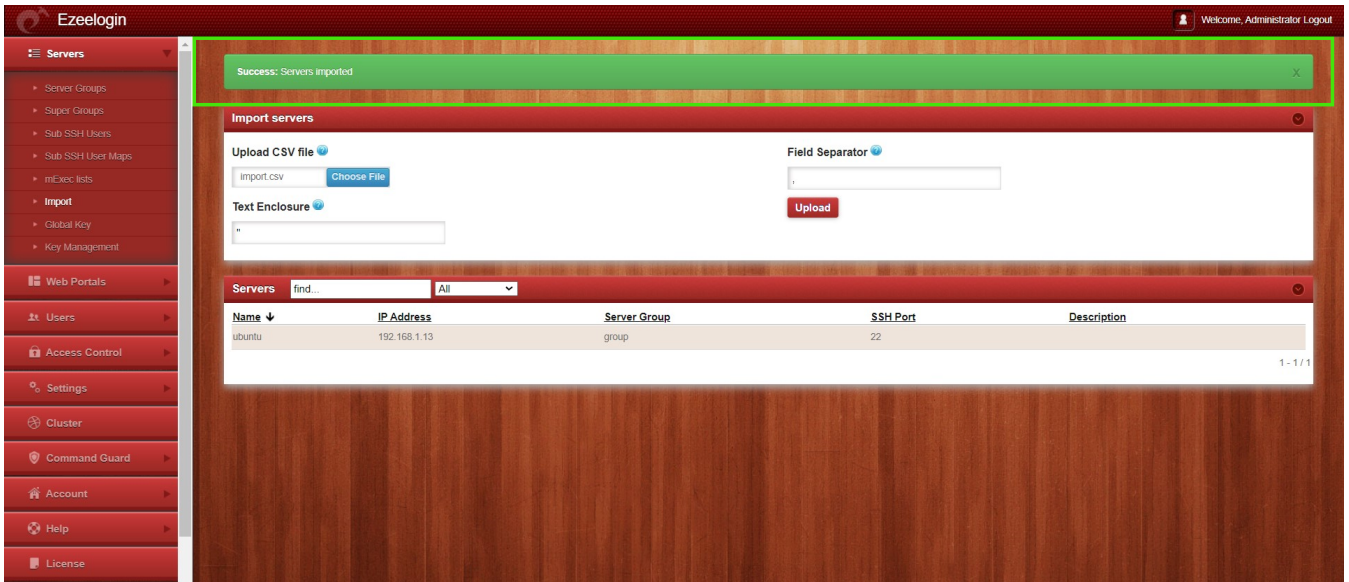 Ezeelogin
Welcome, Administrator Logout
Servers
Server Groups
Super Groups
Sub SSH Users
Sub SSH User Maps
mExec lists
Import
Global Key
Key Management
Web Portals
Users
Access Control
Settings
Cluster
Command Guard
Account
Help
License
Success: Servers imported
X
Import servers
Upload CSV file
import.csv
Choose File
Field Separator
,
Text Enclosure
"
Upload
Servers
find...
All
Name IP Address Server Group SSH Port Description
ubuntu 192.168.1.13 group 22
1 - 1 / 1